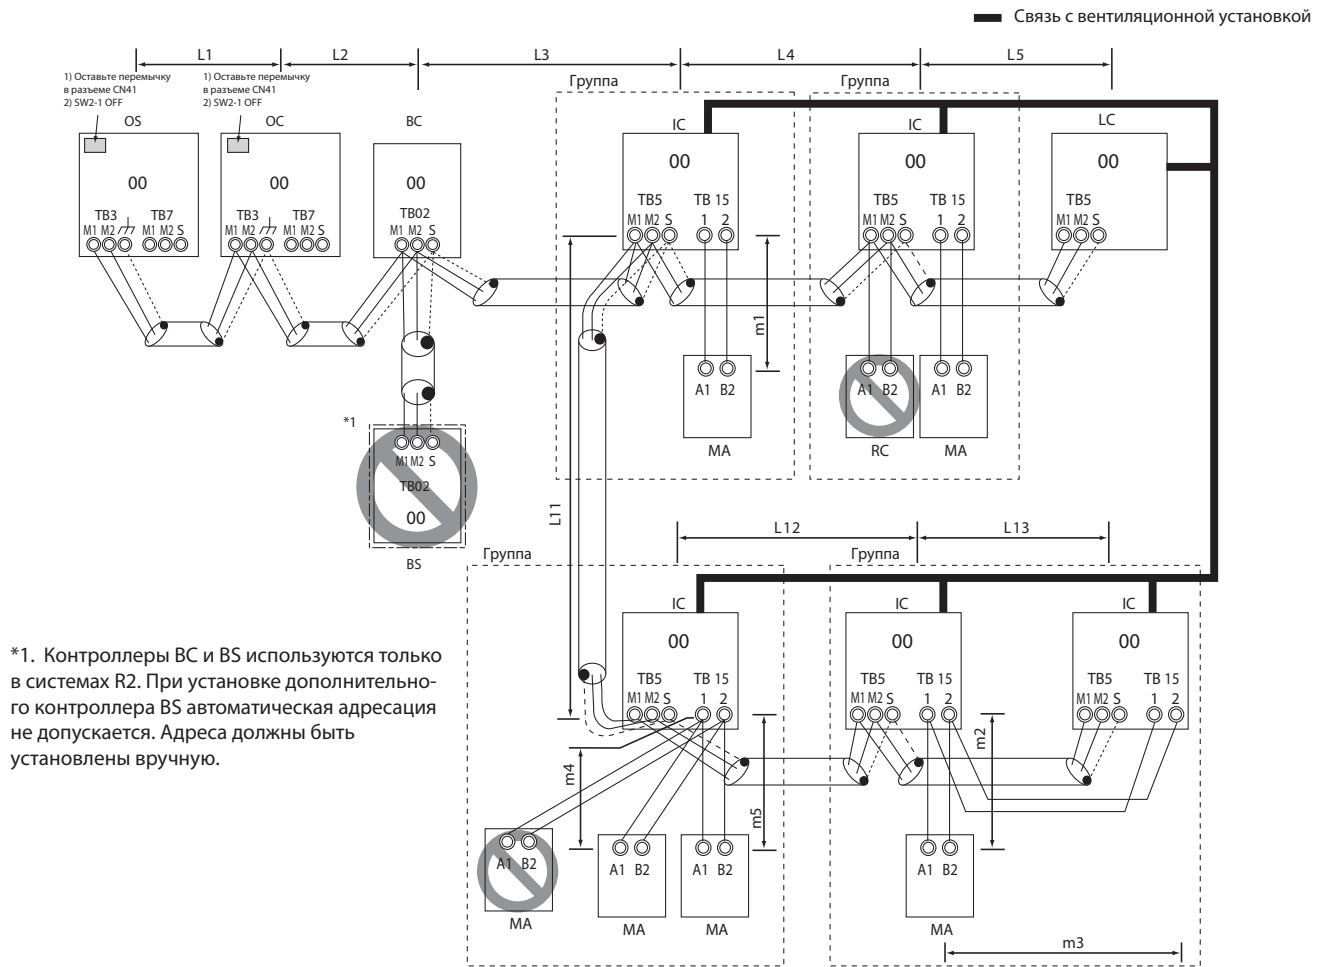 Связь с вентиляционной установкой
L1 L2 L3 L4 L5
1) Оставьте перемычку
в разъеме CN41
2) SW2-1 OFF
1) Оставьте перемычку
в разъеме CN41
2) SW2-1 OFF
Группа Группа
OS OC BC IC IC LC
00 00 00 00 00 00
TB3 TB7
M1 M2 M1 M2 S
TB3 TB7
M1 M2 M1 M2 S
TB02
M1 M2 S
TB5 TB 15
M1 M2 S 1 2
TB5 TB 15
M1 M2 S 1 2
TB5
M1 M2 S
m1
A1 B2
MA
A1 B2
RC
A1 B2
MA
*1
M1 M2 S
TB02
00
BS
L11
L12 L13
Группа Группа
IC IC IC
00 00 00
TB5 TB 15
M1 M2 S 1 2
TB5 TB 15
M1 M2 S 1 2
TB5 TB 15
M1 M2 S 1 2
*1. Контроллеры BC и BS используются только
в системах R2. При установке дополнительно-
го контроллера BS автоматическая адресация
не допускается. Адреса должны быть
установлены вручную.
m4
m5
m2
A1 B2
MA
A1 B2
MA
A1 B2
MA
A1 B2
MA
m3